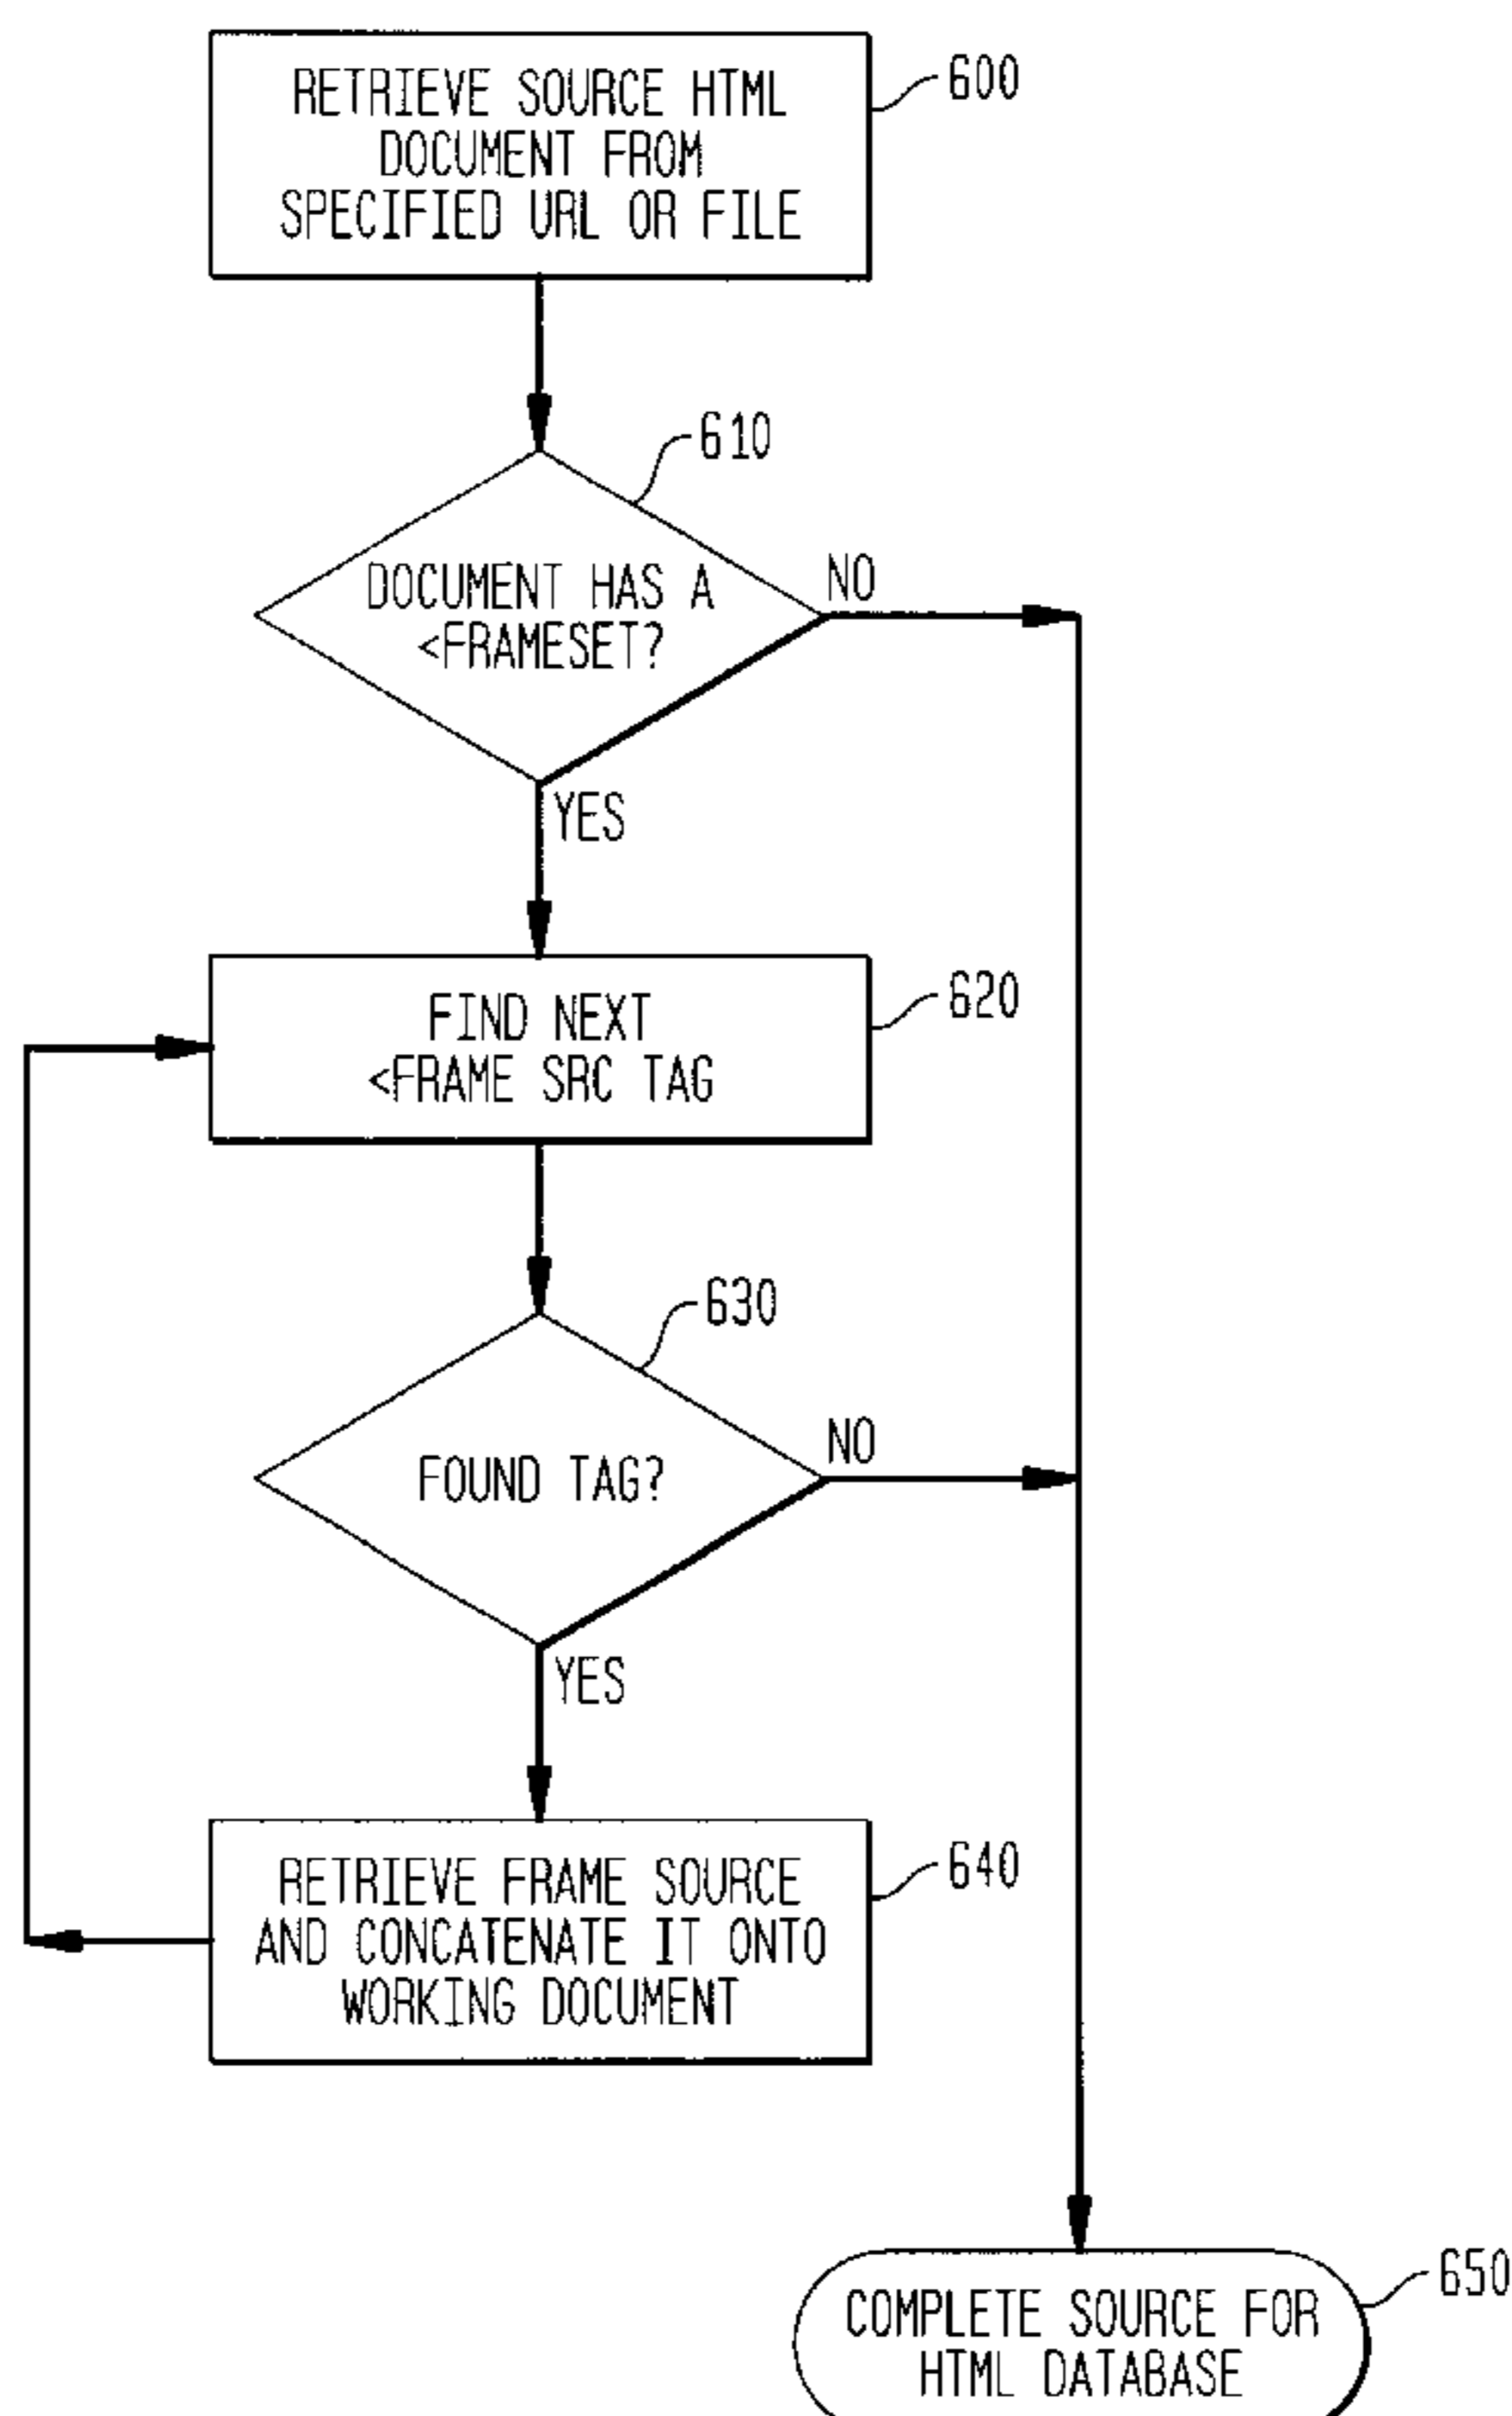 RETRIEVE SOURCE HTML
DOCUMENT FROM
SPECIFIED URL OR FILE
600
610
DOCUMENT HAS A
<FRAMESET?
NO
YES
FIND NEXT
<FRAME SRC TAG
620
630
FOUND TAG?
NO
YES
RETRIEVE FRAME SOURCE
AND CONCATENATE IT ONTO
WORKING DOCUMENT
640
650
COMPLETE SOURCE FOR
HTML DATABASE